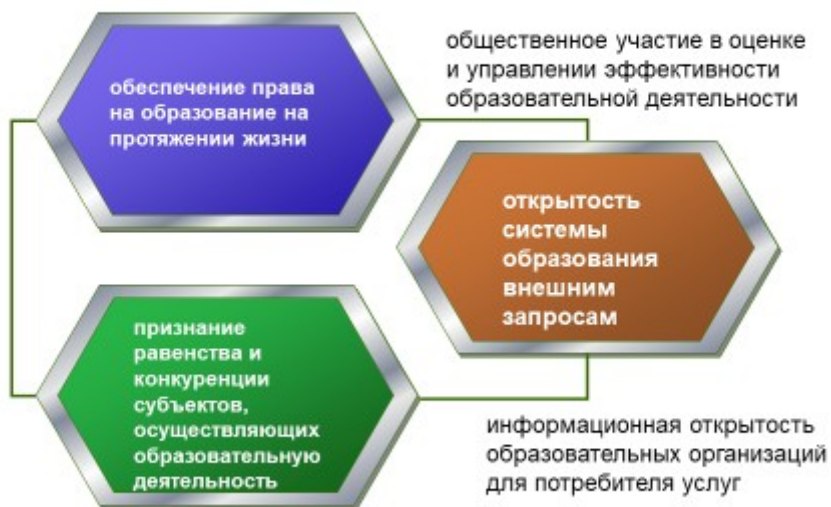 обеспечение права
на образование на
протяжении жизни
общественное участие в оценке
и управлении эффективности
образовательной деятельности
открытость
системы
образования
внешним
запросам
признание
равенства и
конкуренции
субъектов,
осуществляющих
образовательную
деятельность
информационная открытость
образовательных организаций
для потребителя услуг